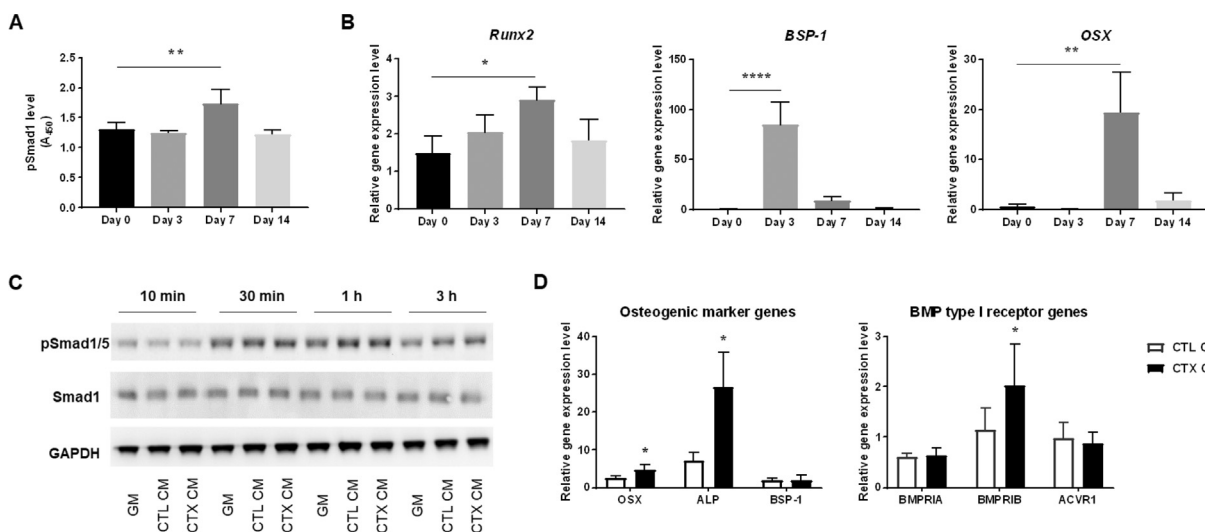 A
**
pSmad1 level
(A450)
2.5
2.0
1.5
1.0
0.5
0.0
Day 0 Day 3 Day 7 Day 14
B
Runx2
*
Relative gene expression level
4
3
2
1
0
Day 0 Day 3 Day 7 Day 14
BSP-1
****
Relative gene expression level
150
100
50
0
Day 0 Day 3 Day 7 Day 14
OSX
**
Relative gene expression level
30
20
10
0
Day 0 Day 3 Day 7 Day 14
C
10 min 30 min 1 h 3 h
pSmad1/5
Smad1
GAPDH
GM CTL CM CTX CM GM CTL CM CTX CM GM CTL CM CTX CM GM CTL CM CTX CM
D
Osteogenic marker genes
Relative gene expression level
60
40
20
0
* *
OSX ALP BSP-1
BMP type I receptor genes
Relative gene expression level
3
2
1
0
*
BMPRIA BMPRIB ACVR1
CTL C
CTX C